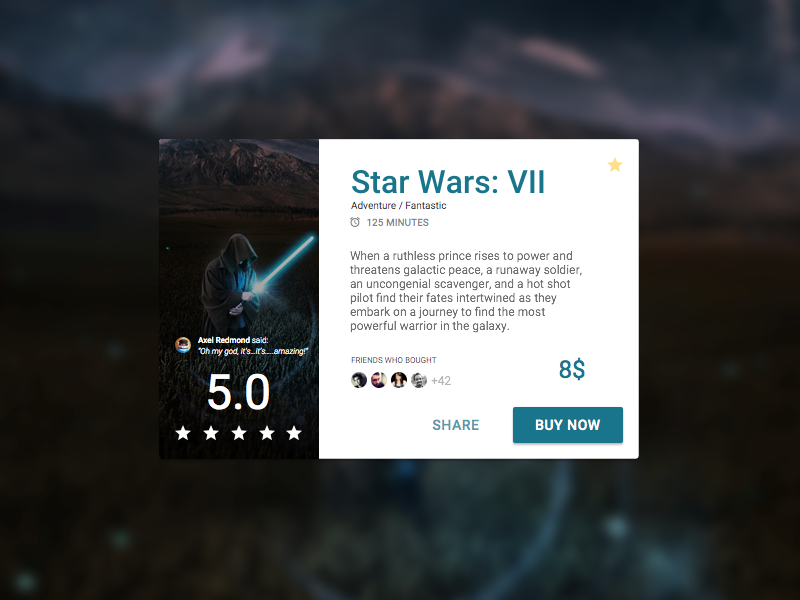 Star Wars: VII
Adventure / Fantastic
125 MINUTES
When a ruthless prince rises to power and
threatens galactic peace, a runaway soldier,
an uncongenial scavenger, and a hot shot
pilot find their fates intertwined as they
embark on a journey to find the most
powerful warrior in the galaxy.
Axel Redmond said:
"Oh my god, it's...it's.....amazing!"
5.0
FRIENDS WHO BOUGHT
+42
8$
SHARE
BUY NOW